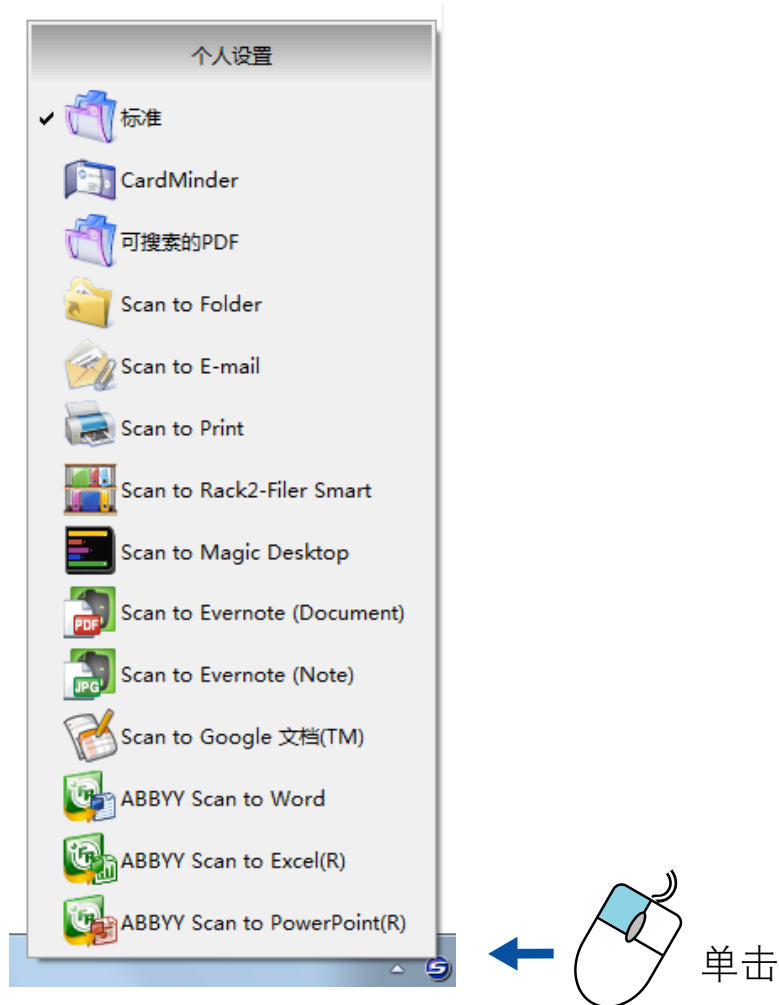 个人设置
标准
CardMinder
可搜索的PDF
Scan to Folder
Scan to E-mail
Scan to Print
Scan to Rack2-Filer Smart
Scan to Magic Desktop
PDF
Scan to Evernote (Document)
JPG
Scan to Evernote (Note)
Scan to Google 文档(TM)
ABBYY Scan to Word
ABBYY Scan to Excel(R)
ABBYY Scan to PowerPoint(R)
单击